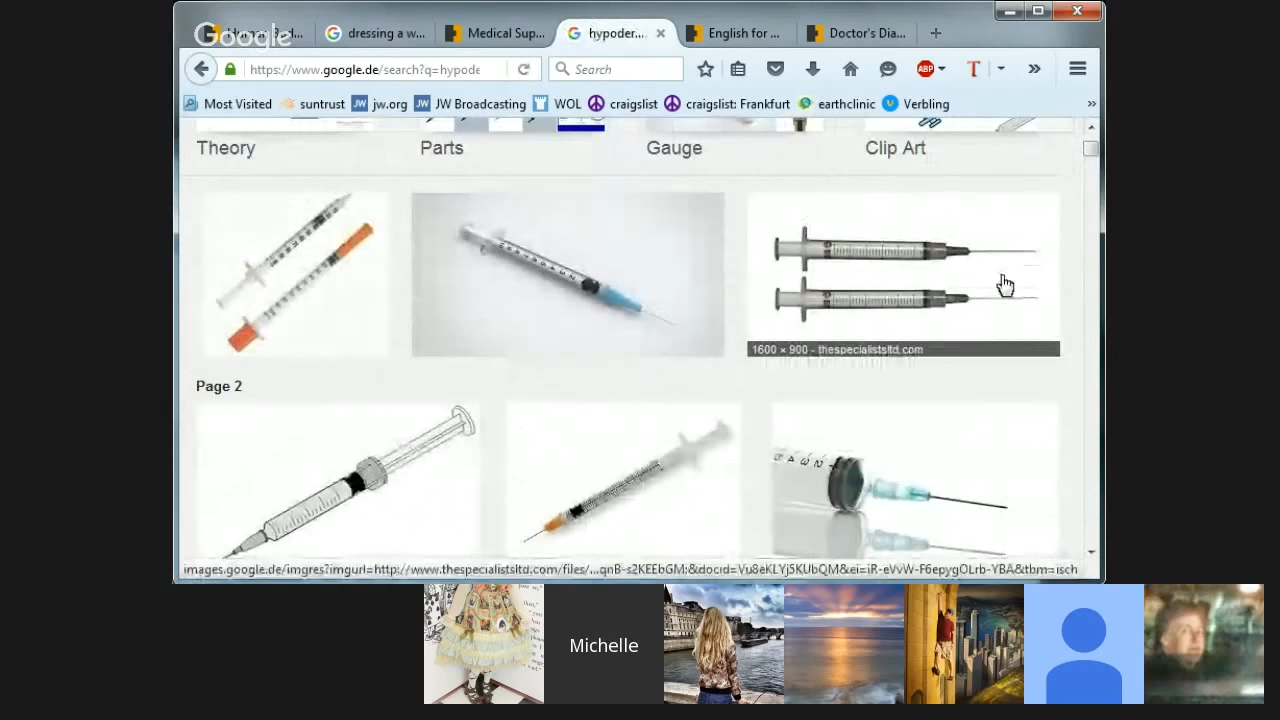 Google
dressing a w...
Medical Sup...
hypoder...
English for ...
Doctor's Dia...
https://www.google.de/search?q=hypode
Search
ABP
T
Most Visited
suntrust
JW
jw.org
JW
JW Broadcasting
WOL
craigslist
craigslist: Frankfurt
earthclinic
Verbling
Theory
Parts
Gauge
Clip Art
1600 × 900 - thespecialistsltd.com
Page 2
images.google.de/imgres?imgurl=http://www.thespecialistsltd.com/files/...qnB-s2KEEbGM:&docid=Vu8eKLYj5KUbQM&ei=iR-eVvW-F6epygOLrb-YBA&tbm=isch
Michelle